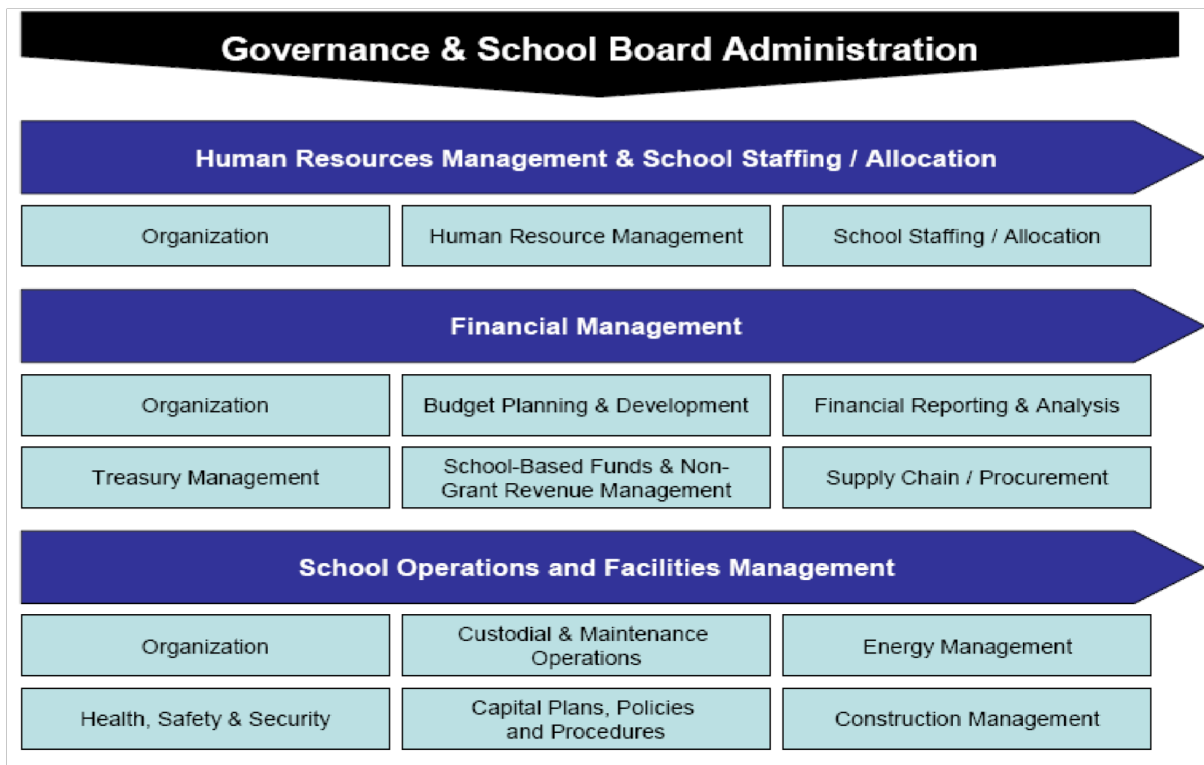 Governance & School Board Administration
Human Resources Management & School Staffing / Allocation
Organization
Human Resource Management
School Staffing / Allocation
Financial Management
Organization
Budget Planning & Development
Financial Reporting & Analysis
Treasury Management
School-Based Funds & Non-
Grant Revenue Management
Supply Chain / Procurement
School Operations and Facilities Management
Organization
Custodial & Maintenance
Operations
Energy Management
Health, Safety & Security
Capital Plans, Policies
and Procedures
Construction Management